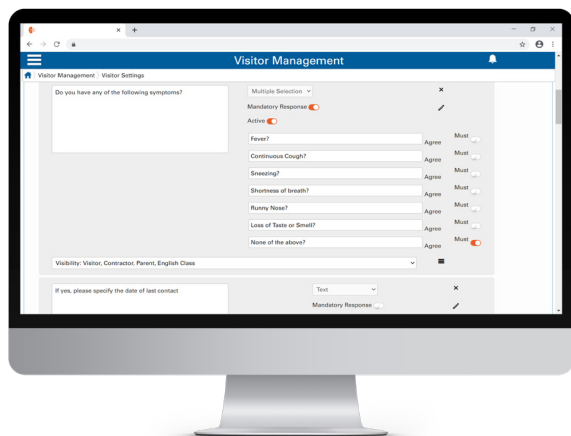 Visitor Management
Visitor Management Visitor Settings
Do you have any of the following symptoms?
Multiple Selection
Mandatory Response
Active
Fever?
Agree
Must
Continuous Cough?
Agree
Must
Sneezing?
Agree
Must
Shortness of breath?
Agree
Must
Runny Nose?
Agree
Must
Loss of Taste or Smell?
Agree
Must
None of the above?
Agree
Must
Visibility: Visitor, Contractor, Parent, English Class
If yes, please specify the date of last contact
Text
Mandatory Response